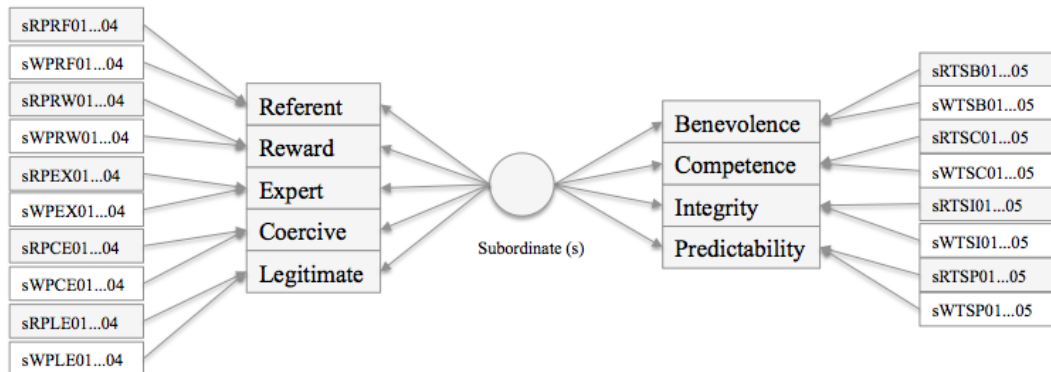 sRPRF01...04
sWPRF01...04
sRPRW01...04
sWPRW01...04
sRPEX01...04
sWPEX01...04
sRPCE01...04
sWPCE01...04
sRPLE01...04
sWPLE01...04
Referent
Reward
Expert
Coercive
Legitimate
Subordinate (s)
Benevolence
Competence
Integrity
Predictability
sRTSB01...05
sWTSB01...05
sRTSC01...05
sWTSC01...05
sRTSI01...05
sWTSI01...05
sRTSP01...05
sWTSP01...05